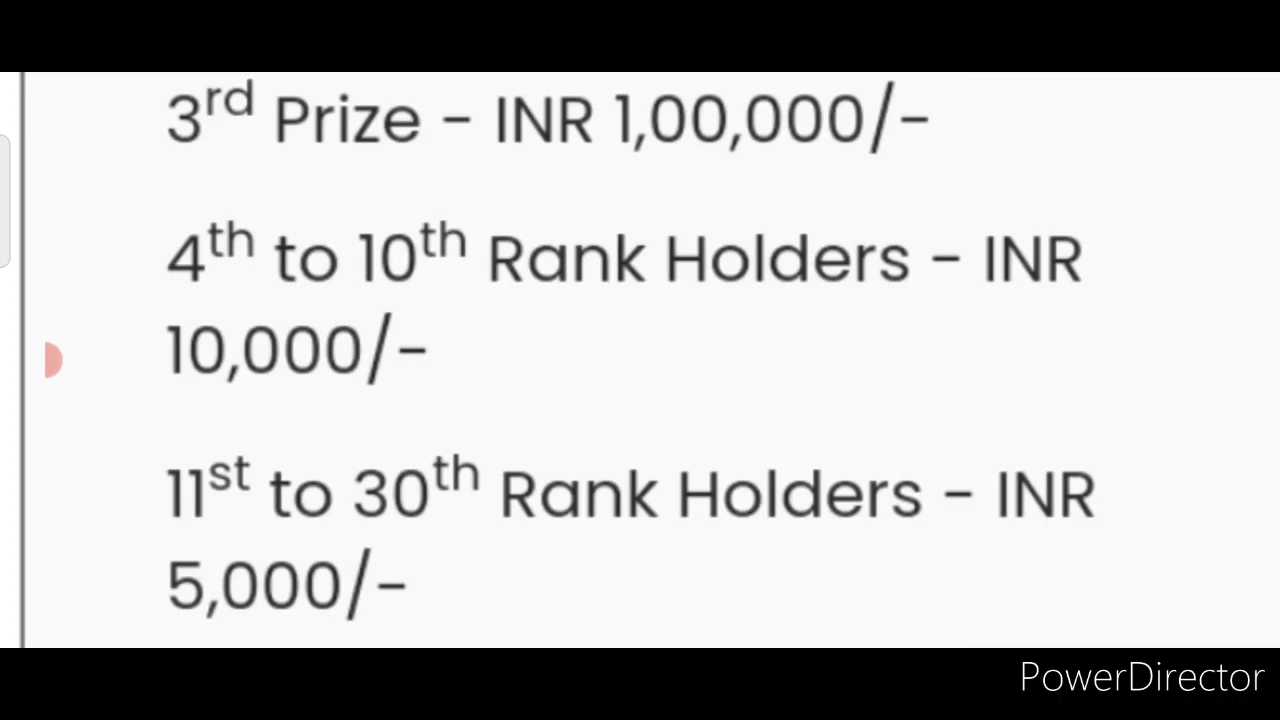 3rd Prize - INR 1,00,000/-
4th to 10th Rank Holders - INR
10,000/-
11st to 30th Rank Holders - INR
5,000/-
PowerDirector